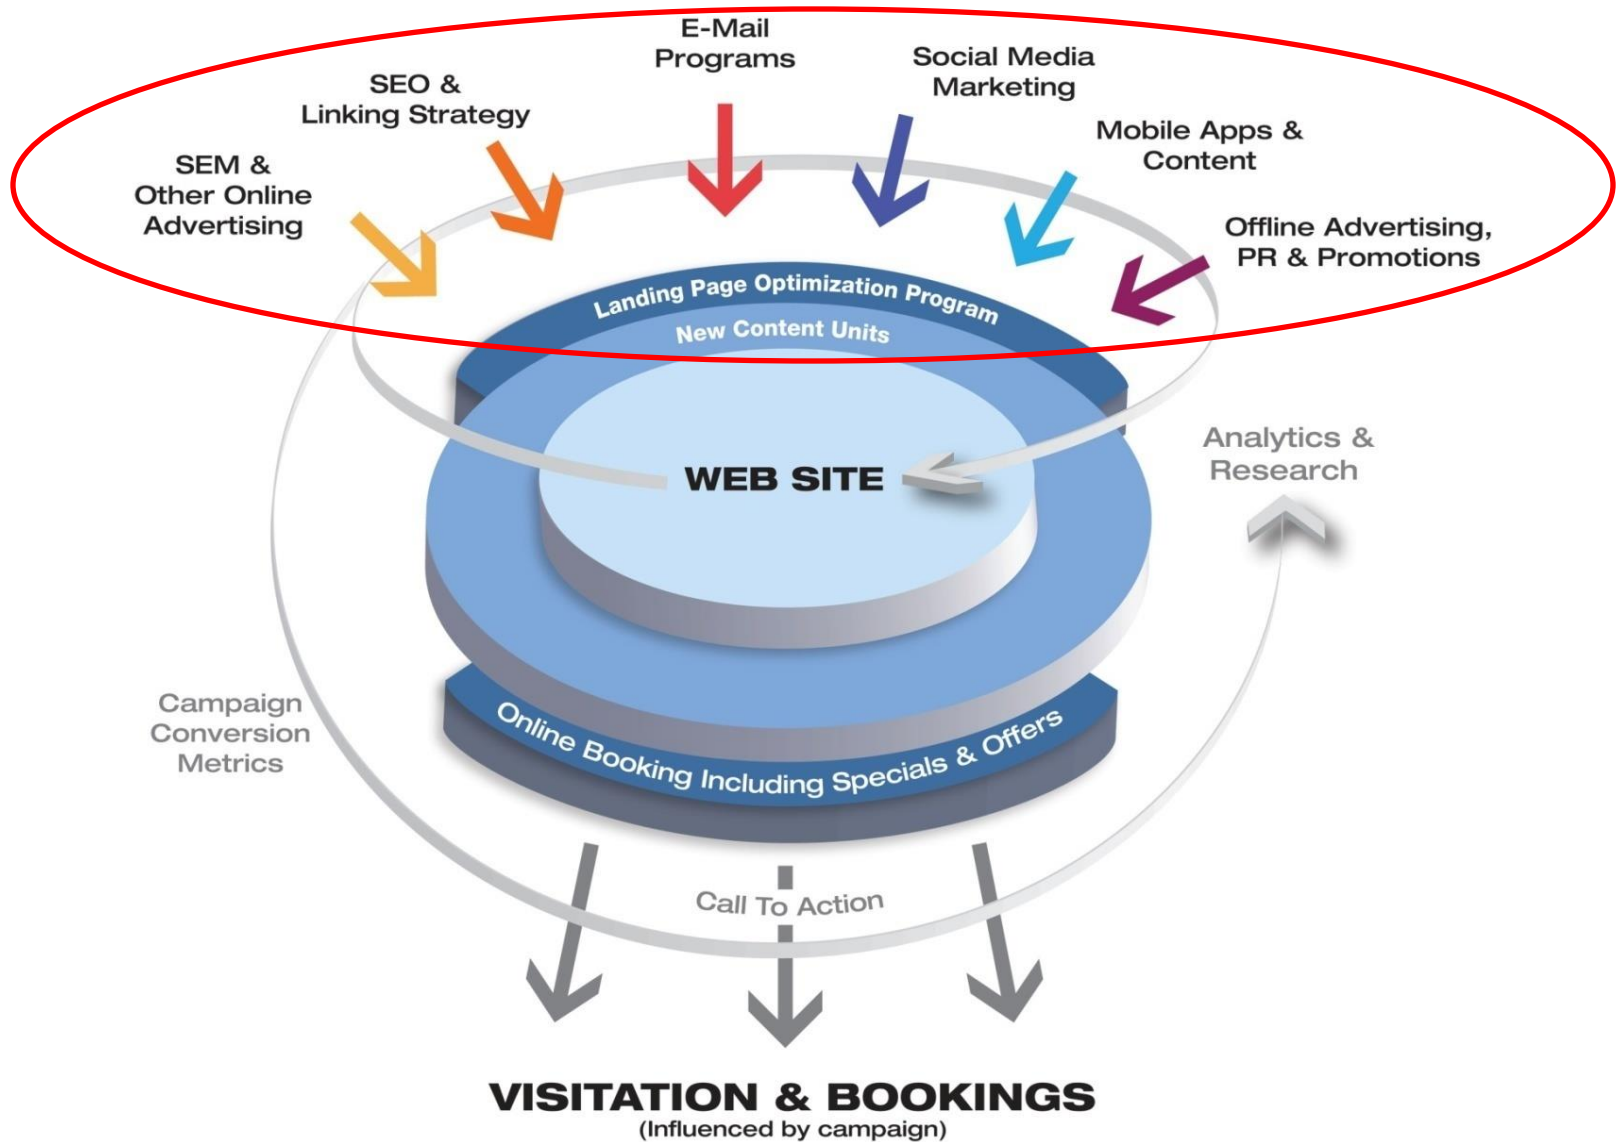 E-Mail
Programs
Social Media
Marketing
SEO &
Linking Strategy
Mobile Apps &
Content
SEM &
Other Online
Advertising
Offline Advertising,
PR & Promotions
Landing Page Optimization Program
New Content Units
Analytics &
Research
WEB SITE
Campaign
Conversion
Metrics
Online Booking Including Specials & Offers
Call To Action
VISITATION & BOOKINGS
(Influenced by campaign)